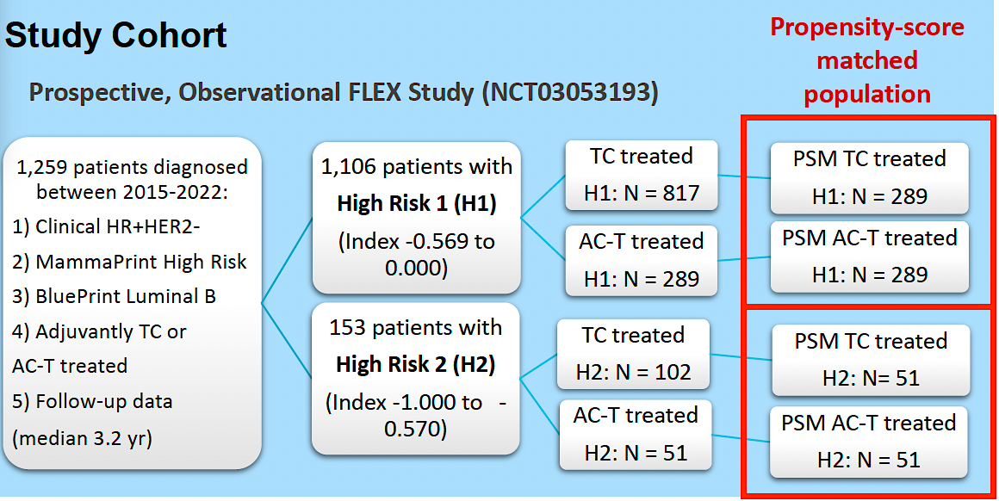 Study Cohort
Propensity-score
matched
population
Prospective, Observational FLEX Study (NCT03053193)
1,259 patients diagnosed
between 2015-2022:
1) Clinical HR+HER2-
2) MammaPrint High Risk
3) BluePrint Luminal B
4) Adjuvantly TC or
AC-T treated
5) Follow-up data
(median 3.2 yr)
1,106 patients with
High Risk 1 (H1)
(Index -0.569 to
0.000)
153 patients with
High Risk 2 (H2)
(Index -1.000 to -
0.570)
TC treated
H1: N = 817
AC-T treated
H1: N = 289
TC treated
H2: N = 102
AC-T treated
H2: N = 51
PSM TC treated
H1: N = 289
PSM AC-T treated
H1: N = 289
PSM TC treated
H2: N= 51
PSM AC-T treated
H2: N = 51